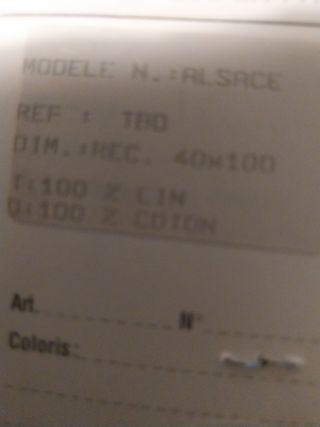 MODELE N.:ALSACE
REF : TBD
DIM.:REC. 40x100
T:100 % LIN
D:100 % COTON
Art. N°
Coloris: